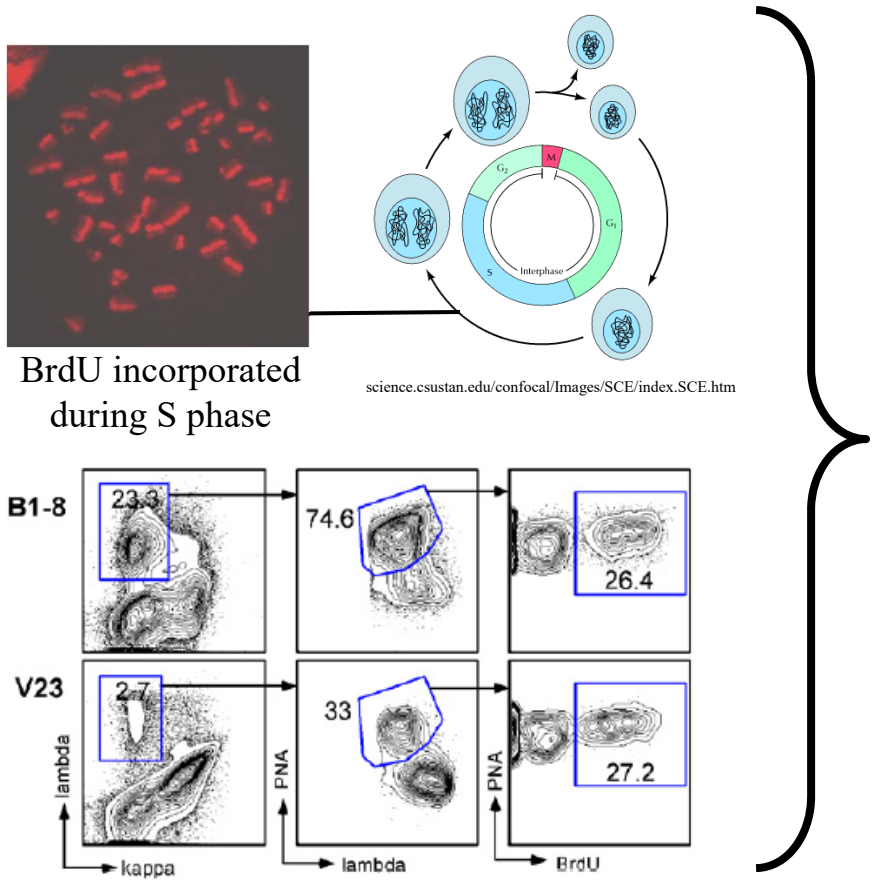 M
G2
G1
S
Interphase
BrdU incorporated
during S phase
science.csustan.edu/confocal/Images/SCE/index.SCE.htm
B1-8
23.3
74.6
26.4
V23
2.7
33
27.2
lambda
kappa
PNA
lambda
PNA
BrdU